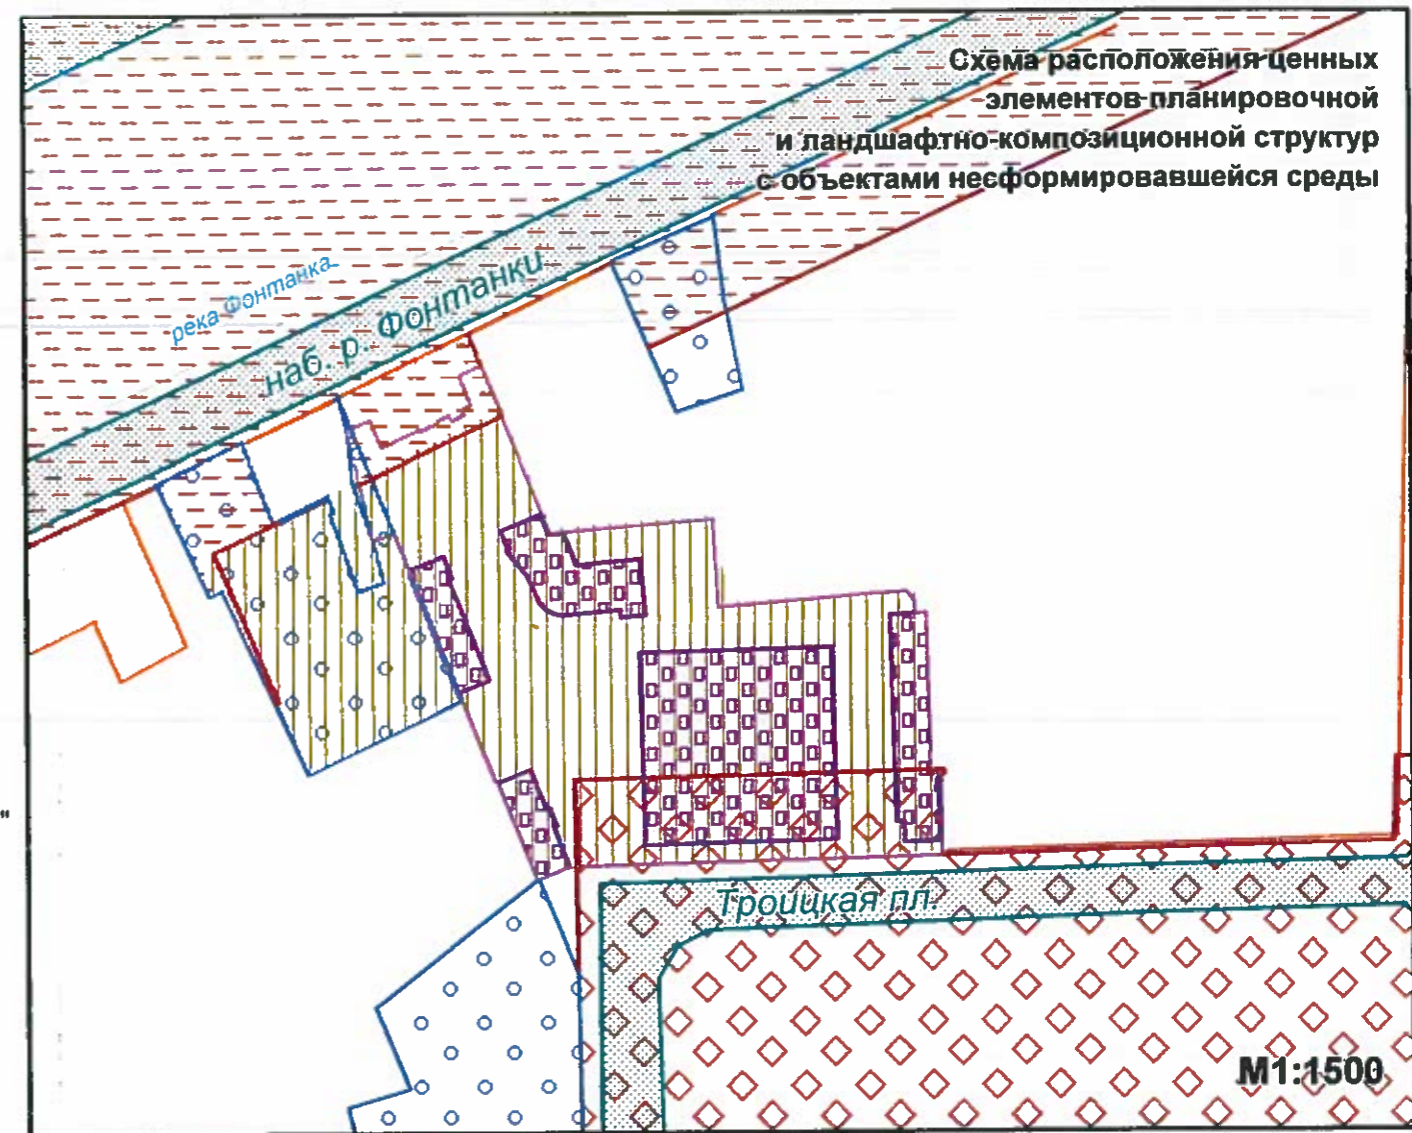 Схема расположения ценных
элементов планировочной
и ландшафтно-композиционной структур
с объектами несформировавшейся среды
река Фонтанка
наб. р. Фонтанки
"
Троицкая пл.
М1:1500